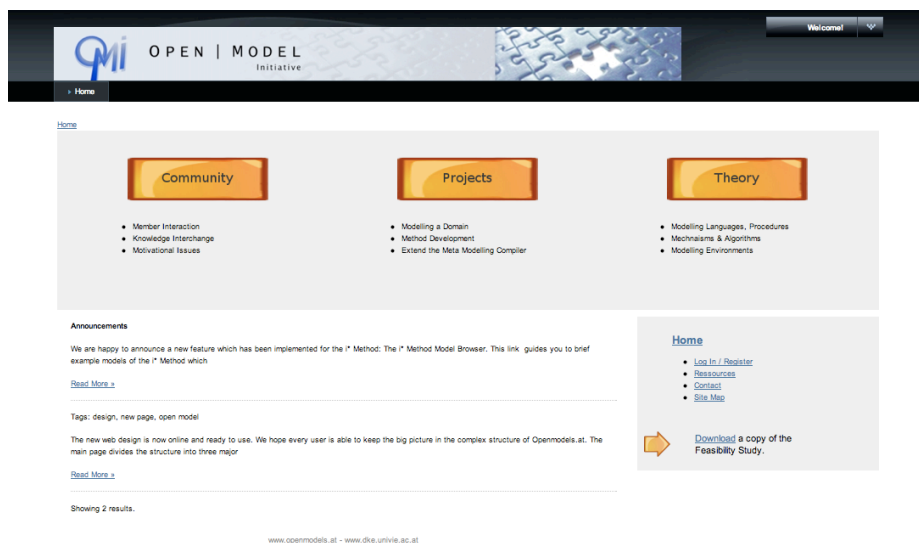 Welcome!
OMi
OPEN | MODEL
Initiative
Home
Home
Community
Member Interaction
Knowledge Interchange
Motivational Issues
Projects
Modelling a Domain
Method Development
Extend the Meta Modelling Compiler
Theory
Modelling Languages, Procedures
Mechnaisms & Algorithms
Modelling Environments
Announcements
We are happy to announce a new feature which has been implemented for the i* Method: The i* Method Model Browser. This link guides you to brief
example models of the i* Method which
Read More »
Tags: design, new page, open model
The new web design is now online and ready to use. We hope every user is able to keep the big picture in the complex structure of Openmodels.at. The
main page divides the structure into three major
Read More »
Showing 2 results.
Home
Log In / Register
Ressources
Contact
Site Map
Download a copy of the
Feasibility Study.
www.openmodels.at - www.dke.univie.ac.at